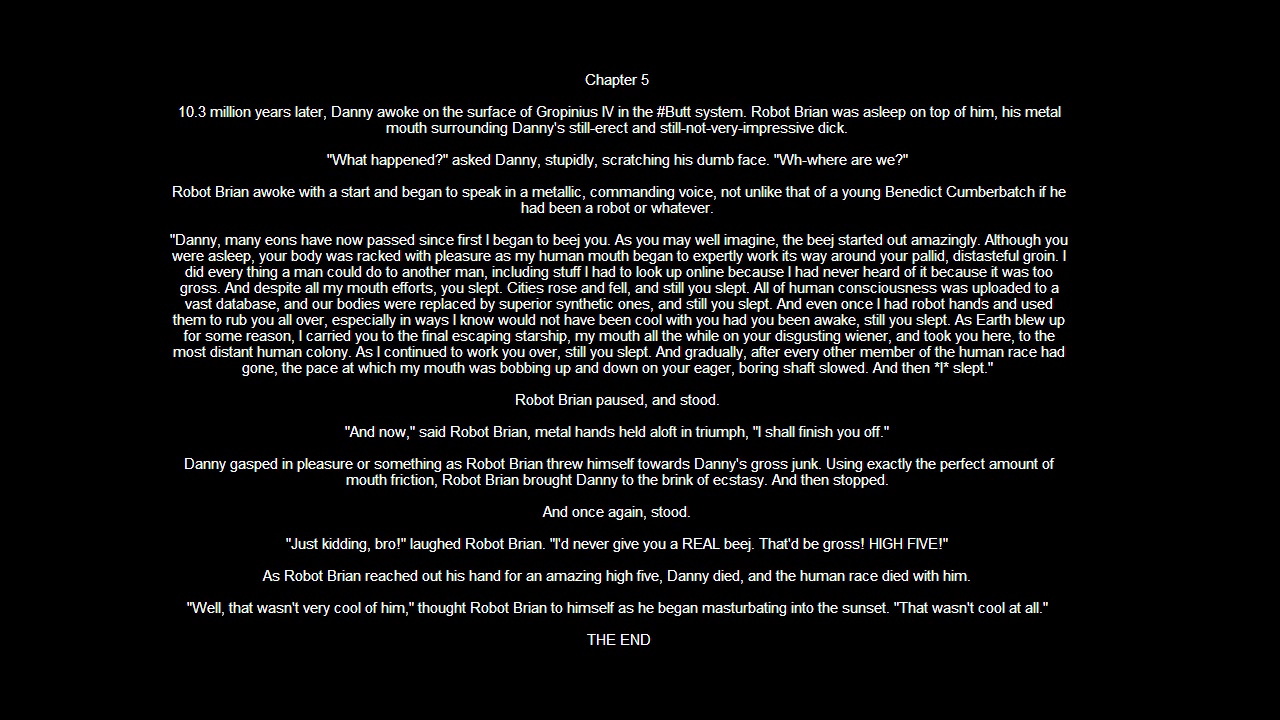 Chapter 5
10.3 million years later, Danny awoke on the surface of Gropinius IV in the #Butt system. Robot Brian was asleep on top of him, his metal
mouth surrounding Danny's still-erect and still-not-very-impressive dick.
"What happened?" asked Danny, stupidly, scratching his dumb face. "Wh-where are we?"
Robot Brian awoke with a start and began to speak in a metallic, commanding voice, not unlike that of a young Benedict Cumberbatch if he
had been a robot or whatever.
"Danny, many eons have now passed since first I began to beej you. As you may well imagine, the beej started out amazingly. Although you
were asleep, your body was racked with pleasure as my human mouth began to expertly work its way around your pallid, distasteful groin. I
did every thing a man could do to another man, including stuff I had to look up online because I had never heard of it because it was too
gross. And despite all my mouth efforts, you slept. Cities rose and fell, and still you slept. All of human consciousness was uploaded to a
vast database, and our bodies were replaced by superior synthetic ones, and still you slept. And even once I had robot hands and used
them to rub you all over, especially in ways I know would not have been cool with you had you been awake, still you slept. As Earth blew up
for some reason, I carried you to the final escaping starship, my mouth all the while on your disgusting wiener, and took you here, to the
most distant human colony. As I continued to work you over, still you slept. And gradually, after every other member of the human race had
gone, the pace at which my mouth was bobbing up and down on your eager, boring shaft slowed. And then *I* slept."
Robot Brian paused, and stood.
"And now," said Robot Brian, metal hands held aloft in triumph, "I shall finish you off."
Danny gasped in pleasure or something as Robot Brian threw himself towards Danny's gross junk. Using exactly the perfect amount of
mouth friction, Robot Brian brought Danny to the brink of ecstasy. And then stopped.
And once again, stood.
"Just kidding, bro!" laughed Robot Brian. "I'd never give you a REAL beej. That'd be gross! HIGH FIVE!"
As Robot Brian reached out his hand for an amazing high five, Danny died, and the human race died with him.
"Well, that wasn't very cool of him," thought Robot Brian to himself as he began masturbating into the sunset. "That wasn't cool at all."
THE END